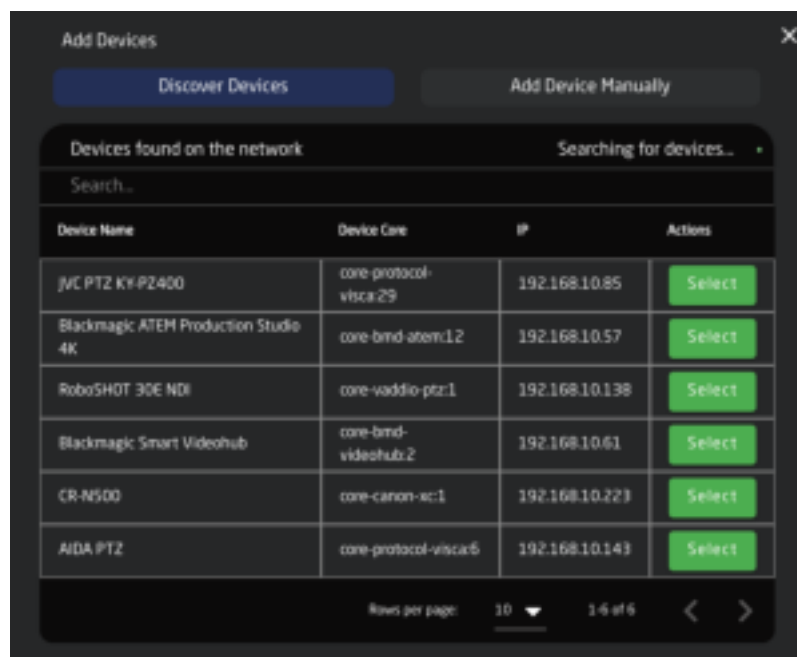 Add Devices
Discover Devices
Add Device Manually
Devices found on the network
Searching for devices...
Search...
Device Name
Device Core
IP
Actions
JVC PTZ KY-PZ400
core-protocol-
visca:29
192.168.10.85
Select
Blackmagic ATEM Production Studio
4K
core-bmd-atem:12
192.168.10.57
Select
RoboSHOT 30E NDI
core-vaddio-ptz:1
192.168.10.138
Select
Blackmagic Smart Videohub
core-bmd-
videohub:2
192.168.10.61
Select
CR-N500
core-canon-xc:1
192.168.10.223
Select
AIDA PTZ
core-protocol-visca:6
192.168.10.143
Select
Rows per page:
10
1-6 of 6